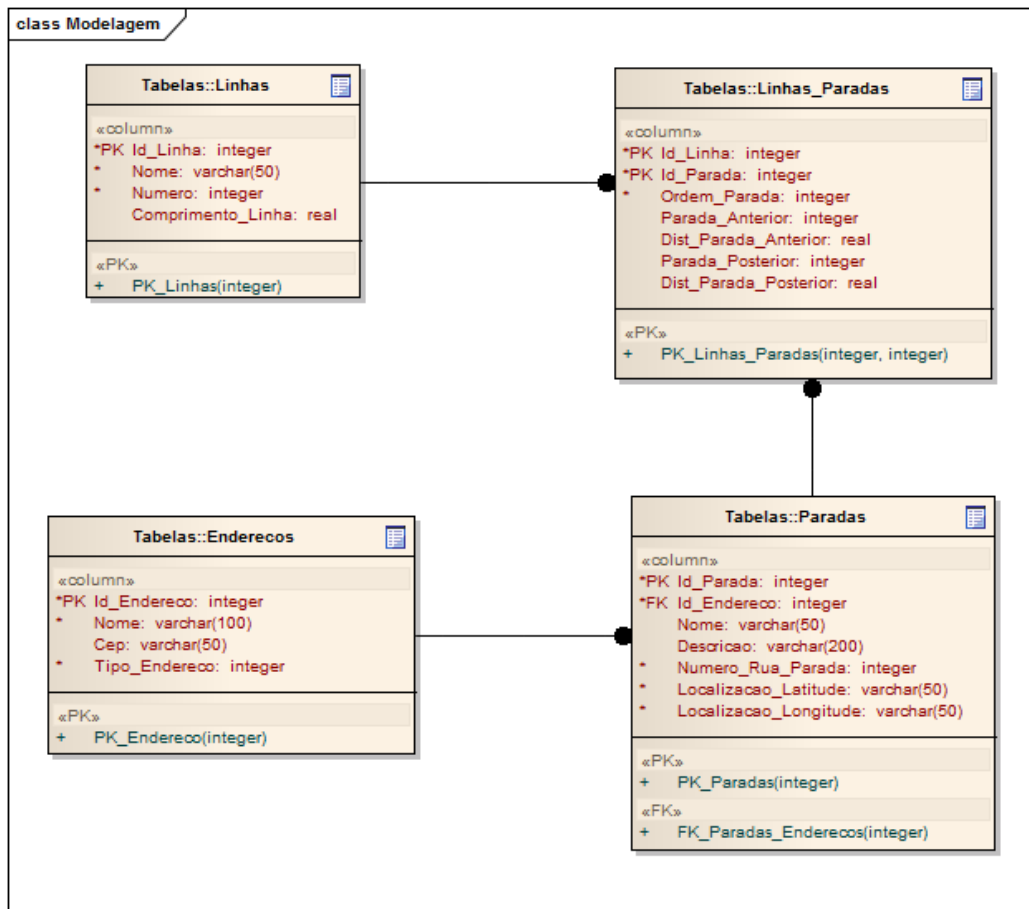 class Modelagem
Tabelas::Linhas
«column»
*PK Id_Linha: integer
* Nome: varchar(50)
* Numero: integer
Comprimento_Linha: real
«PK»
+ PK_Linhas(integer)
Tabelas::Linhas_Paradas
«column»
*PK Id_Linha: integer
*PK Id_Parada: integer
* Ordem_Parada: integer
Parada_Anterior: integer
Dist_Parada_Anterior: real
Parada_Posterior: integer
Dist_Parada_Posterior: real
«PK»
+ PK_Linhas_Paradas(integer, integer)
Tabelas::Enderecos
«column»
*PK Id_Endereco: integer
* Nome: varchar(100)
Cep: varchar(50)
* Tipo_Endereco: integer
«PK»
+ PK_Endereco(integer)
Tabelas::Paradas
«column»
*PK Id_Parada: integer
*FK Id_Endereco: integer
Nome: varchar(50)
Descricao: varchar(200)
* Numero_Rua_Parada: integer
* Localizacao_Latitude: varchar(50)
* Localizacao_Longitude: varchar(50)
«PK»
+ PK_Paradas(integer)
«FK»
+ FK_Paradas_Enderecos(integer)